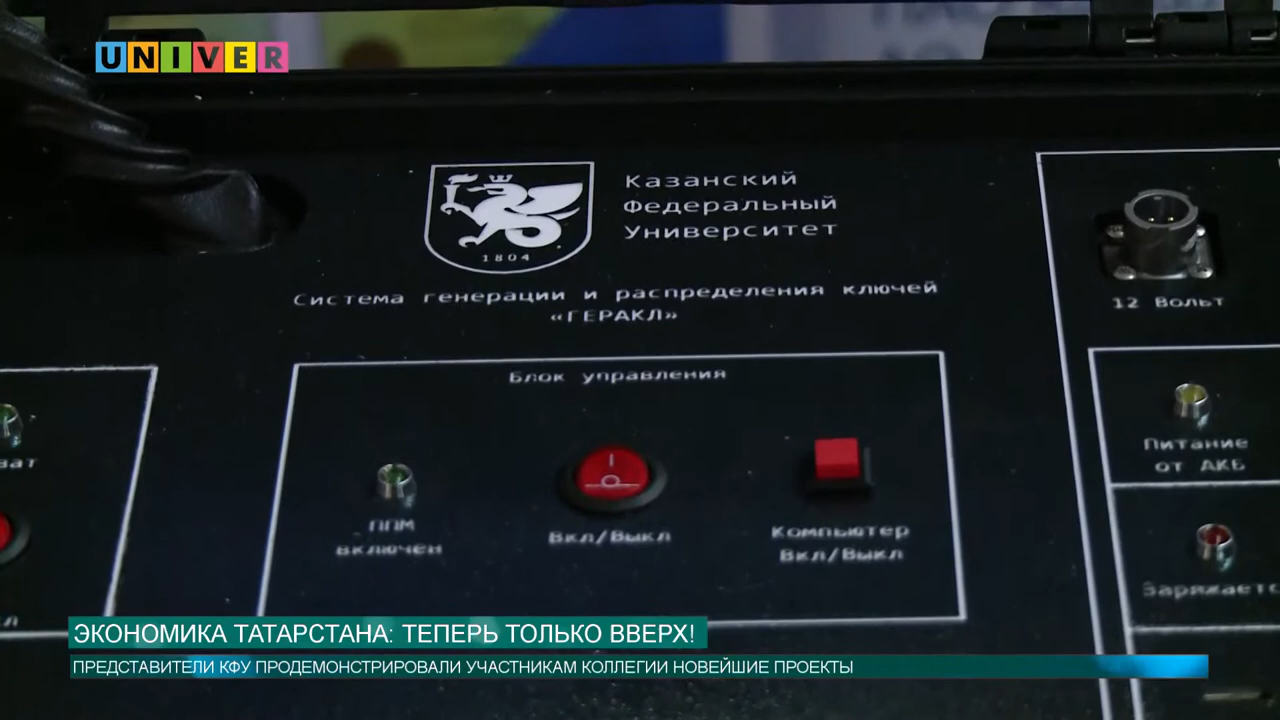 UNIVER
Казанский
Федеральный
Университет
1804
Система генерации и распределения ключей
«ГЕРАКЛ»
12 Вольт
Блок управления
ППМ
включен
Вкл/Выкл
Компьютер
Вкл/Выкл
Питание
от АКБ
ЭКОНОМИКА ТАТАРСТАНА: ТЕПЕРЬ ТОЛЬКО ВВЕРХ!
ПРЕДСТАВИТЕЛИ КФУ ПРОДЕМОНСТРИРОВАЛИ УЧАСТНИКАМ КОЛЛЕГИИ НОВЕЙШИЕ ПРОЕКТЫ